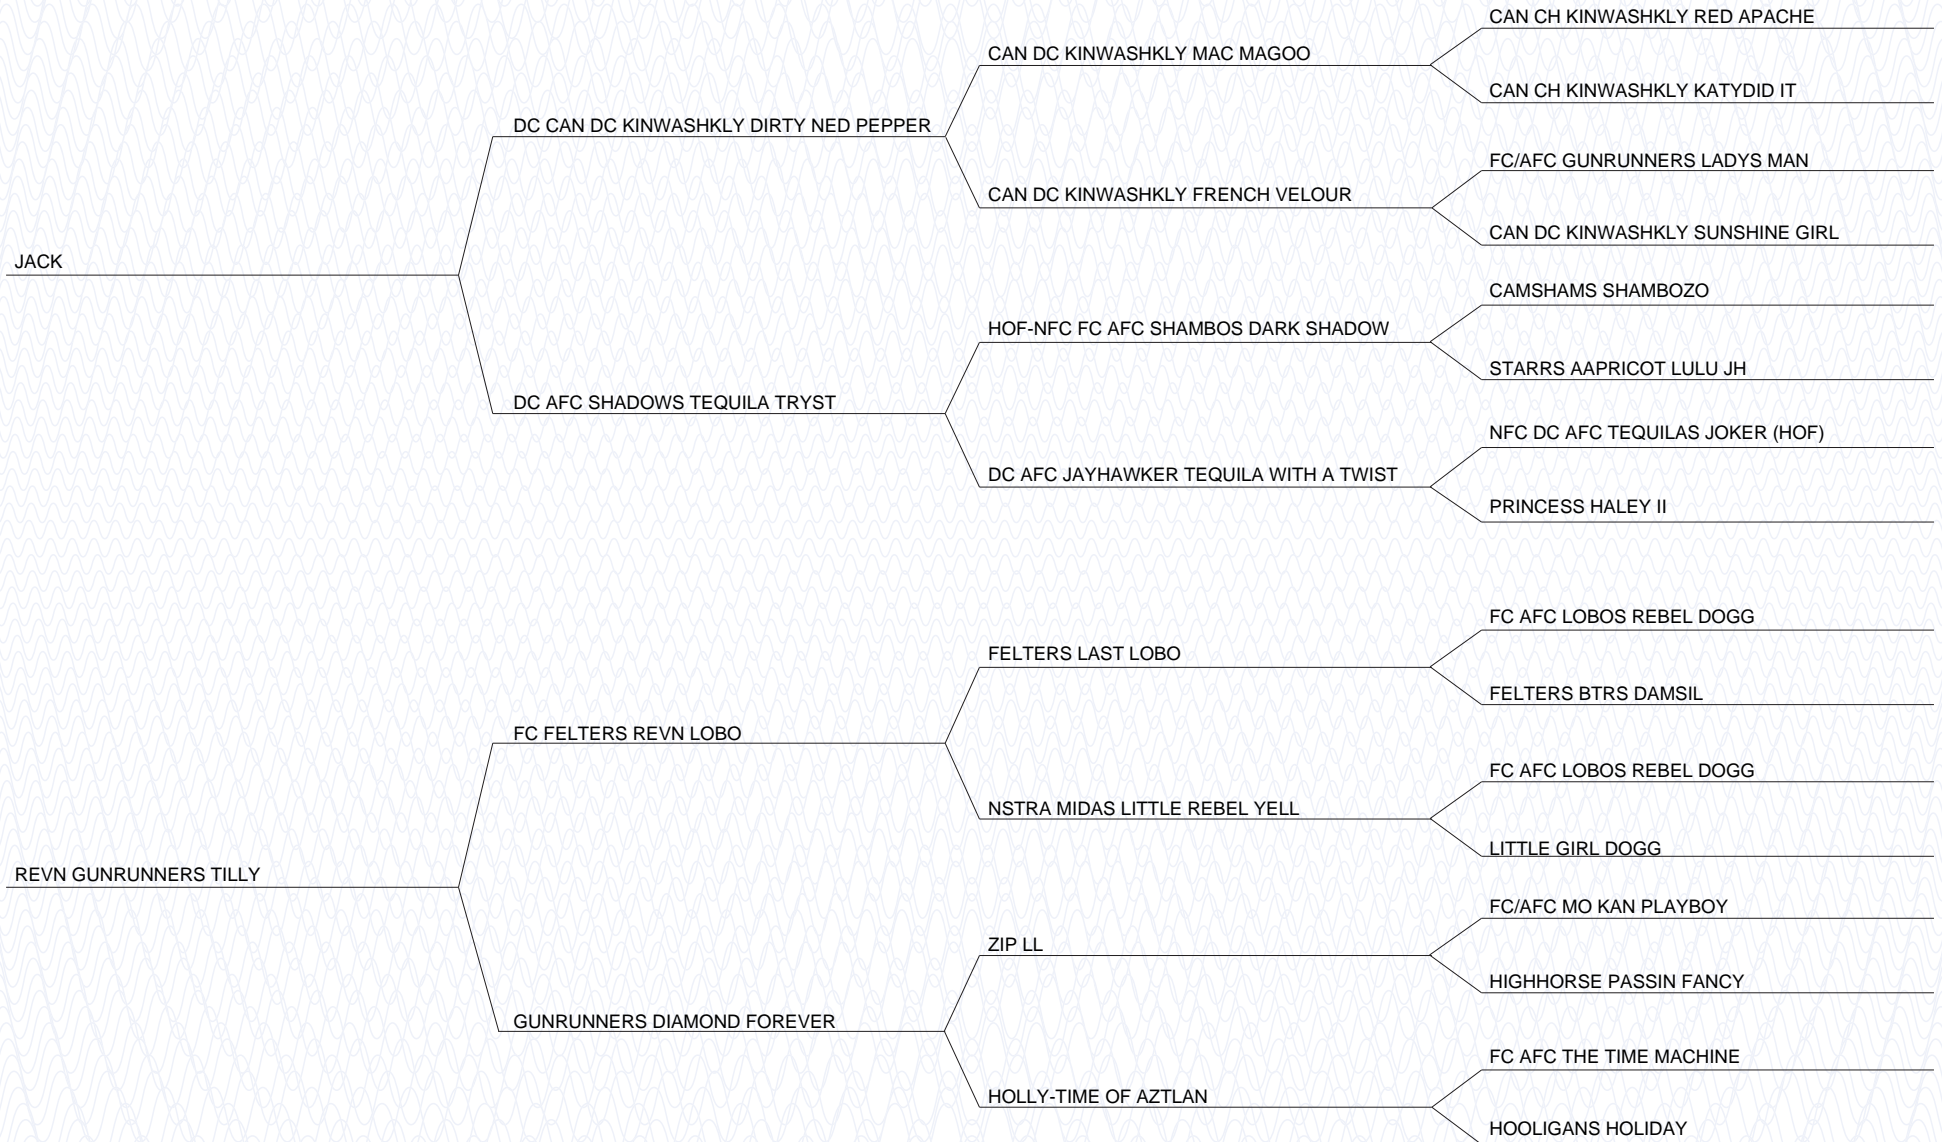 CAN CH KINWASHKLY RED APACHE
CAN DC KINWASHKLY MAC MAGOO
CAN CH KINWASHKLY KATYDID IT
DC CAN DC KINWASHKLY DIRTY NED PEPPER
FC/AFC GUNRUNNERS LADYS MAN
CAN DC KINWASHKLY FRENCH VELOUR
CAN DC KINWASHKLY SUNSHINE GIRL
JACK
CAMSHAMS SHAMBOZO
HOF-NFC FC AFC SHAMBOS DARK SHADOW
STARRS AAPRICOT LULU JH
DC AFC SHADOWS TEQUILA TRYST
NFC DC AFC TEQUILAS JOKER (HOF)
DC AFC JAYHAWKER TEQUILA WITH A TWIST
PRINCESS HALEY II
FC AFC LOBOS REBEL DOGG
FELTERS LAST LOBO
FELTERS BTRS DAMSIL
FC FELTERS REVN LOBO
FC AFC LOBOS REBEL DOGG
NSTRA MIDAS LITTLE REBEL YELL
LITTLE GIRL DOGG
REVN GUNRUNNERS TILLY
FC/AFC MO KAN PLAYBOY
ZIP LL
HIGHHORSE PASSIN FANCY
GUNRUNNERS DIAMOND FOREVER
FC AFC THE TIME MACHINE
HOLLY-TIME OF AZTLAN
HOOLIGANS HOLIDAY